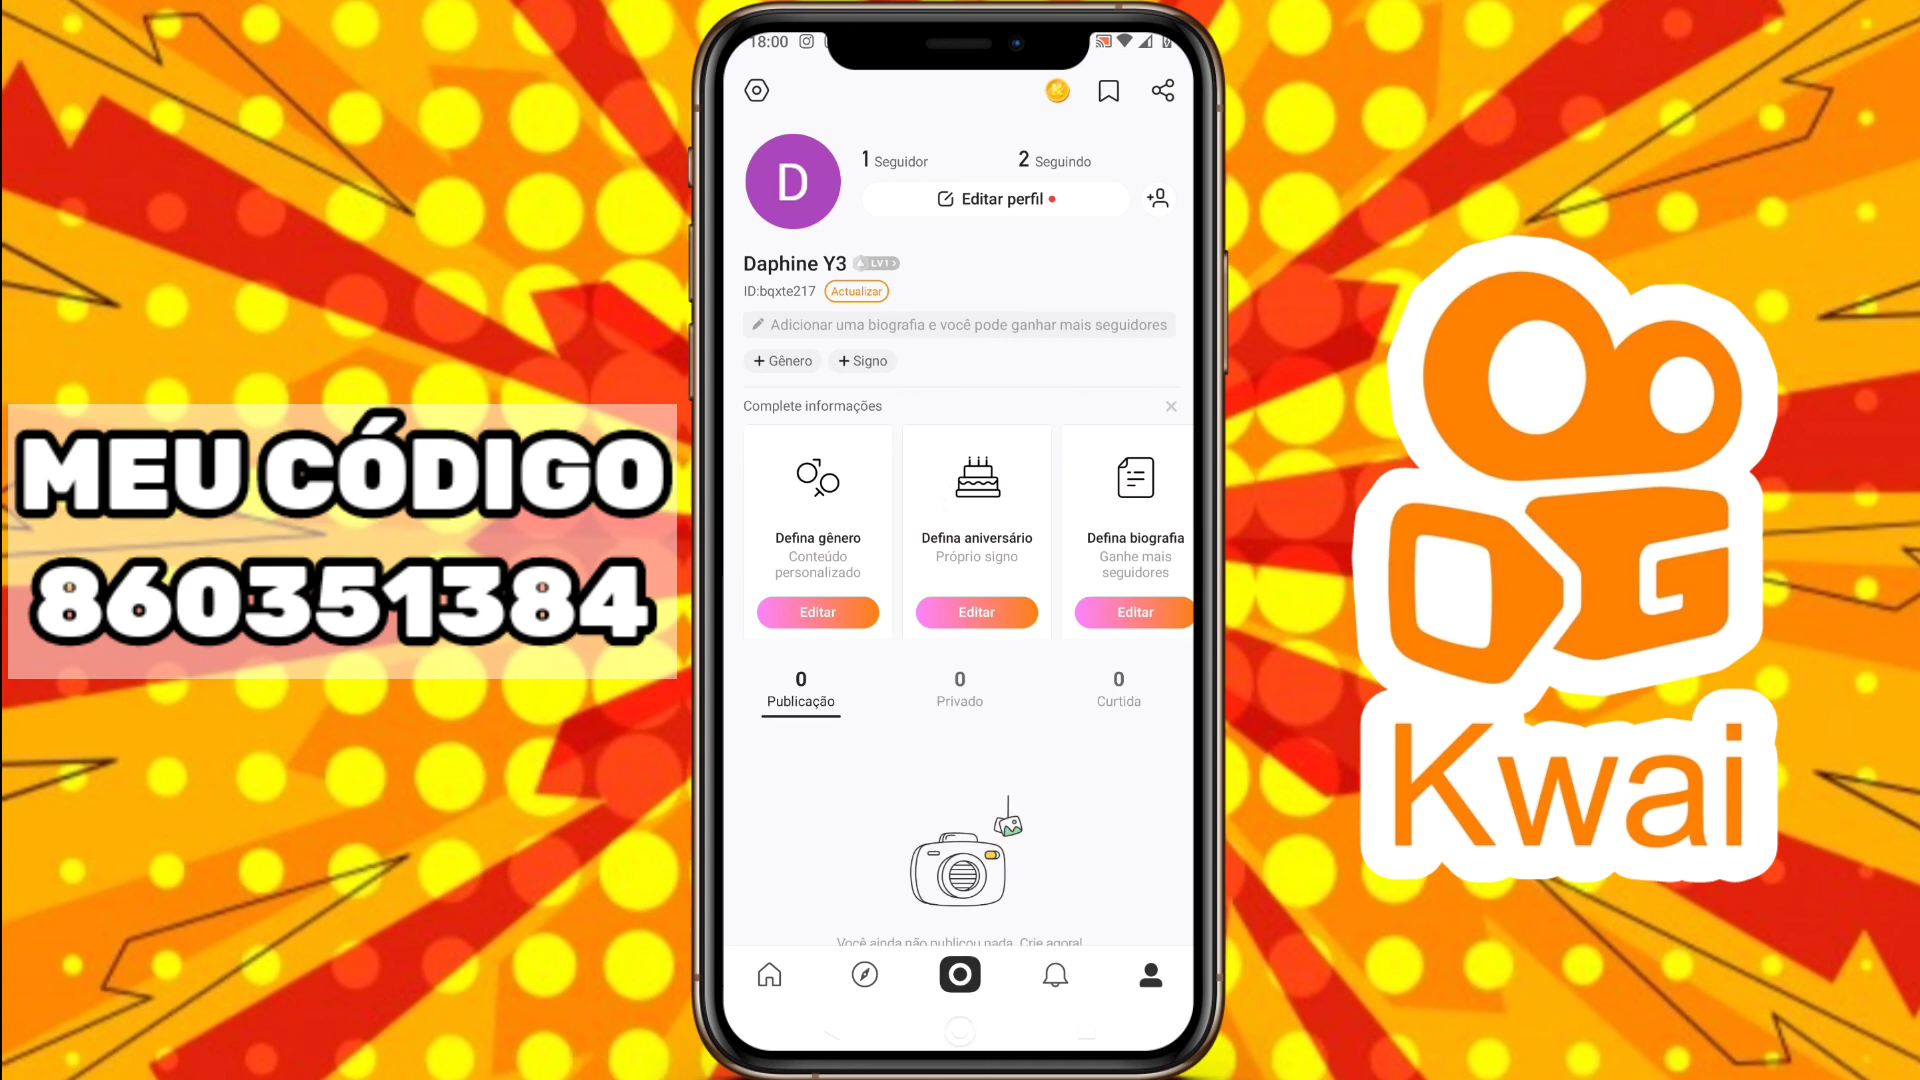 MEU CÓDIGO
860351384
18:00
1 Seguidor
2 Seguindo
D
Editar perfil
Daphine Y3 LV1 >
ID:bqxte217 Actualizar
Adicionar uma biografia e você pode ganhar mais seguidores
+ Gênero + Signo
Complete informações
Defina gênero
Conteúdo
personalizado
Editar
Defina aniversário
Próprio signo
Editar
Defina biografia
Ganhe mais
seguidores
Editar
0
Publicação
0
Privado
0
Curtida
Você ainda não publicou nada. Crie agora!
Kwai